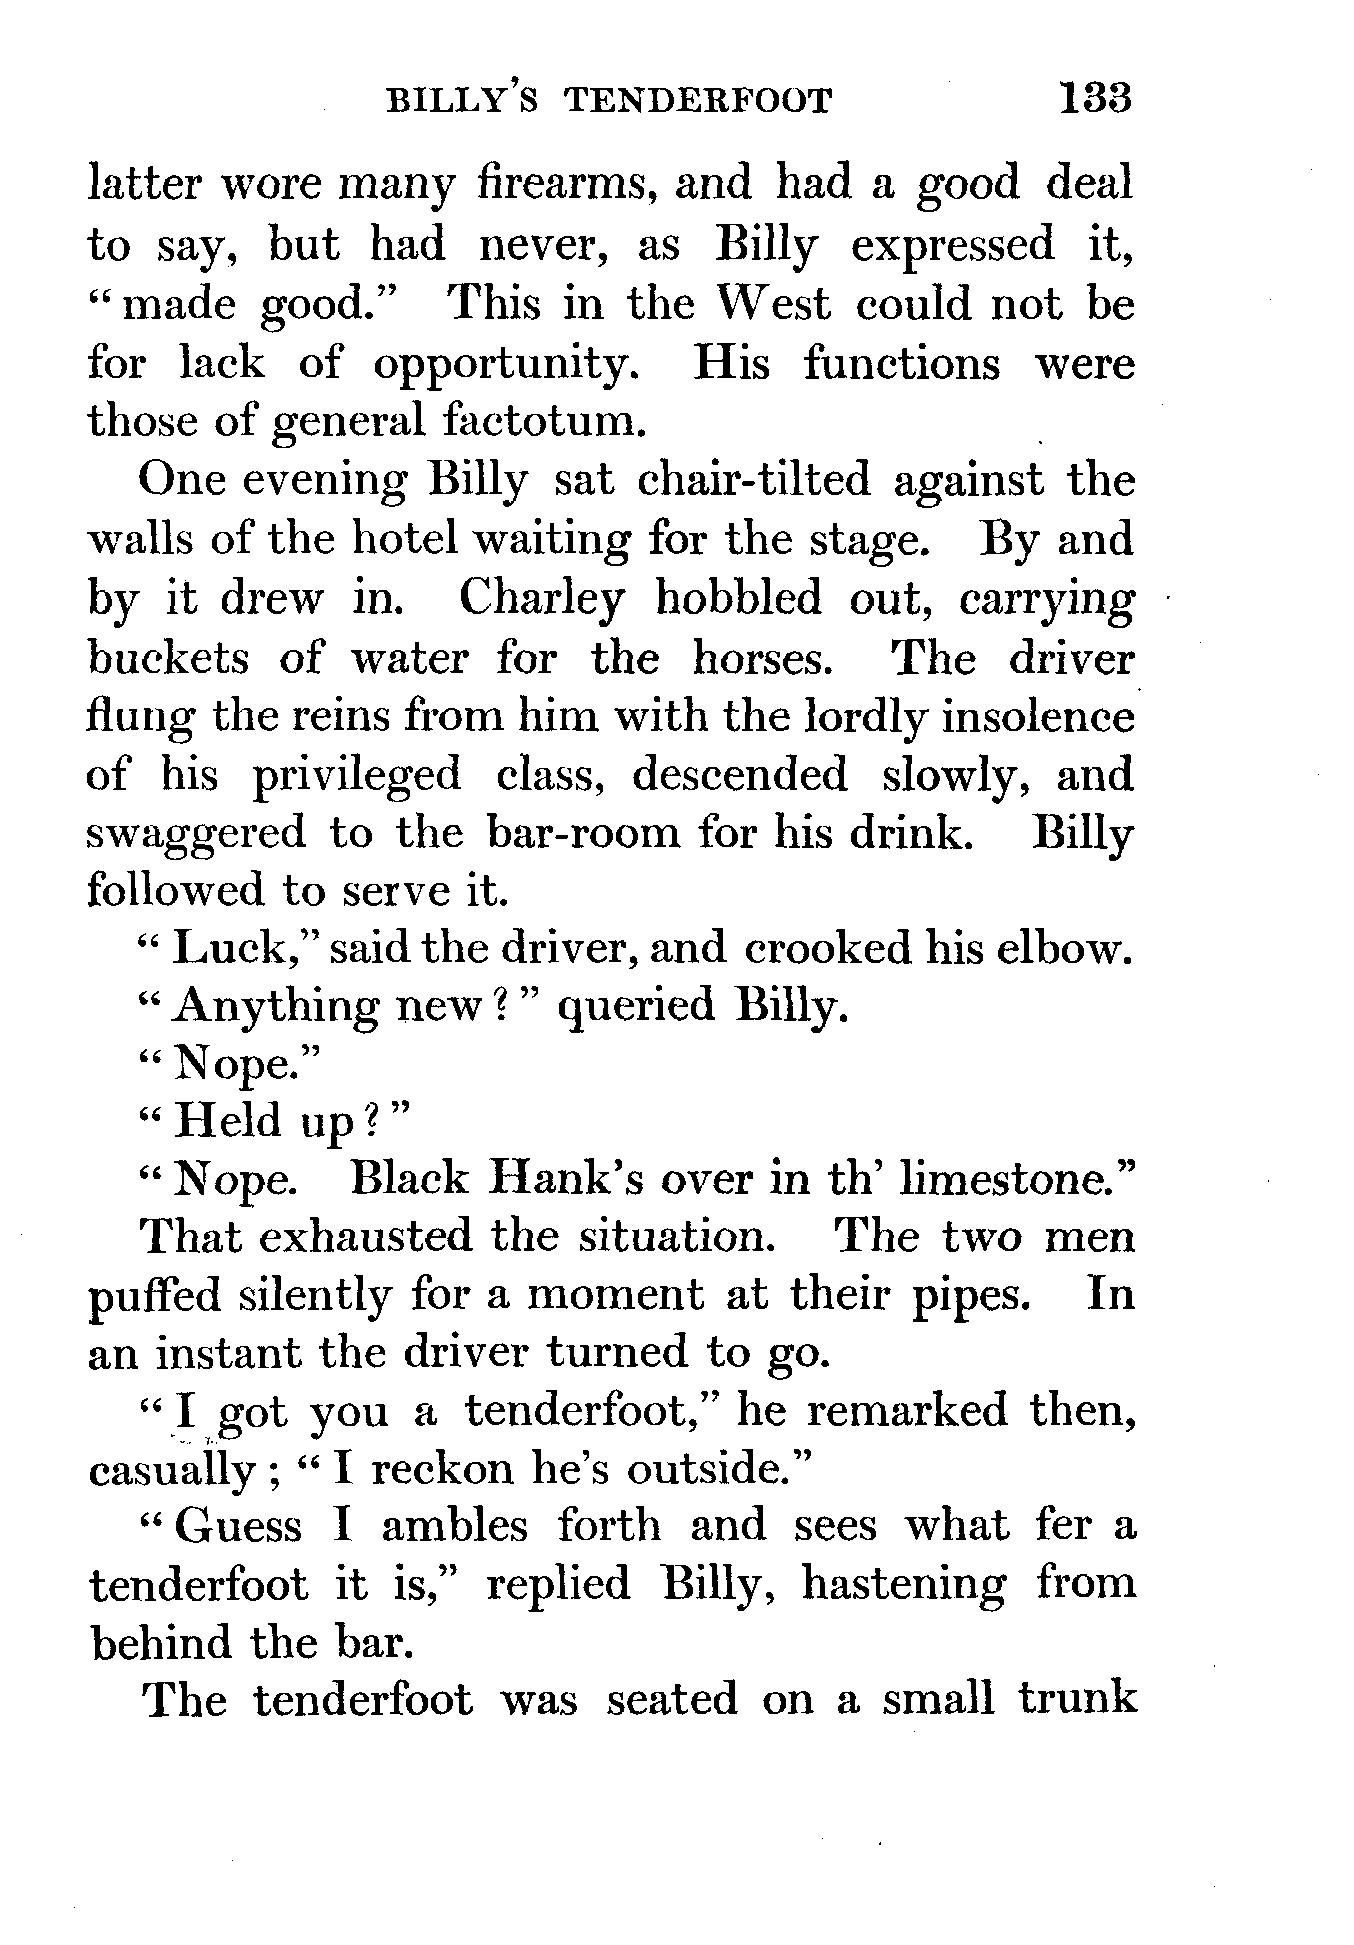 BILLY'S TENDERFOOT 133
latter wore many firearms, and had a good deal
to say, but had never, as Billy expressed it,
"made good." This in the West could not be
for lack of opportunity. His functions were
those of general factotum.
One evening Billy sat chair-tilted against the
walls of the hotel waiting for the stage. By and
by it drew in. Charley hobbled out, carrying
buckets of water for the horses. The driver
flung the reins from him with the lordly insolence
of his privileged class, descended slowly, and
swaggered to the bar-room for his drink. Billy
followed to serve it.
"Luck," said the driver, and crooked his elbow.
"Anything new?" queried Billy.
"Nope."
"Held up?"
"Nope. Black Hank's over in th' limestone."
That exhausted the situation. The two men
puffed silently for a moment at their pipes. In
an instant the driver turned to go.
"I got you a tenderfoot," he remarked then,
casually; "I reckon he's outside."
"Guess I ambles forth and sees what fer a
tenderfoot it is," replied Billy, hastening from
behind the bar.
The tenderfoot was seated on a small trunk